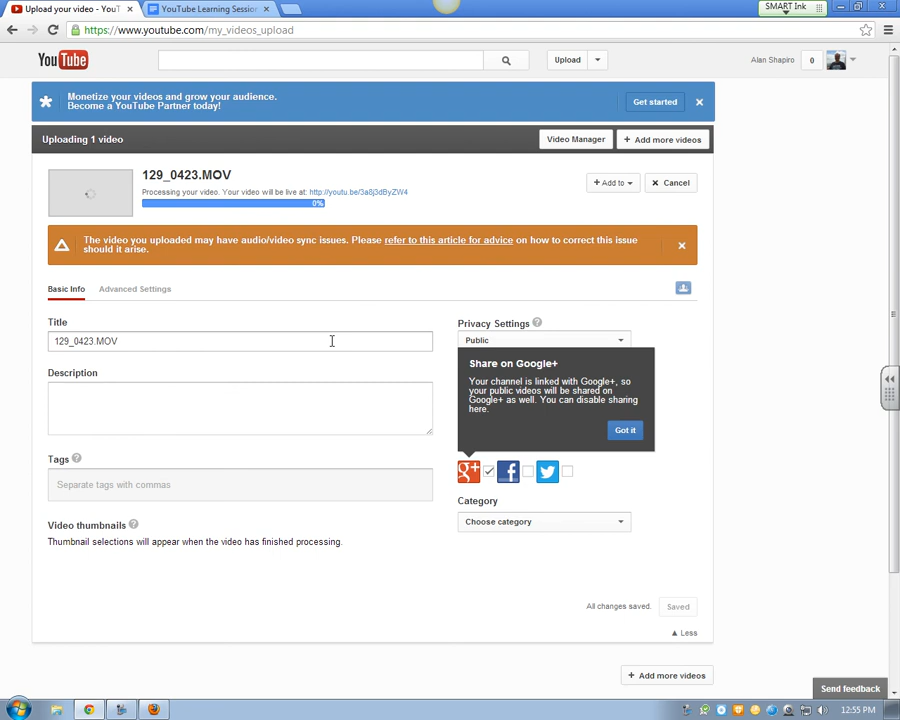 Upload your video - YouT
YouTube Learning Sessio
SMART Ink
https://www.youtube.com/my_videos_upload
YouTube
Upload
Alan Shapiro
0
Monetize your videos and grow your audience.
Become a YouTube Partner today!
Get started
Uploading 1 video
Video Manager
+ Add more videos
129_0423.MOV
Processing your video. Your video will be live at: http://youtu.be/3a8j3dByZW4
0%
+ Add to
Cancel
The video you uploaded may have audio/video sync issues. Please refer to this article for advice on how to correct this issue
should it arise.
Basic Info
Advanced Settings
Title
129_0423.MOV
Description
Tags
Separate tags with commas
Video thumbnails
Thumbnail selections will appear when the video has finished processing.
Privacy Settings
Public
Share on Google+
Your channel is linked with Google+, so
your public videos will be shared on
Google+ as well. You can disable sharing
here.
Got it
g+
f
Category
Choose category
All changes saved.
Saved
Less
+ Add more videos
Send feedback
12:55 PM